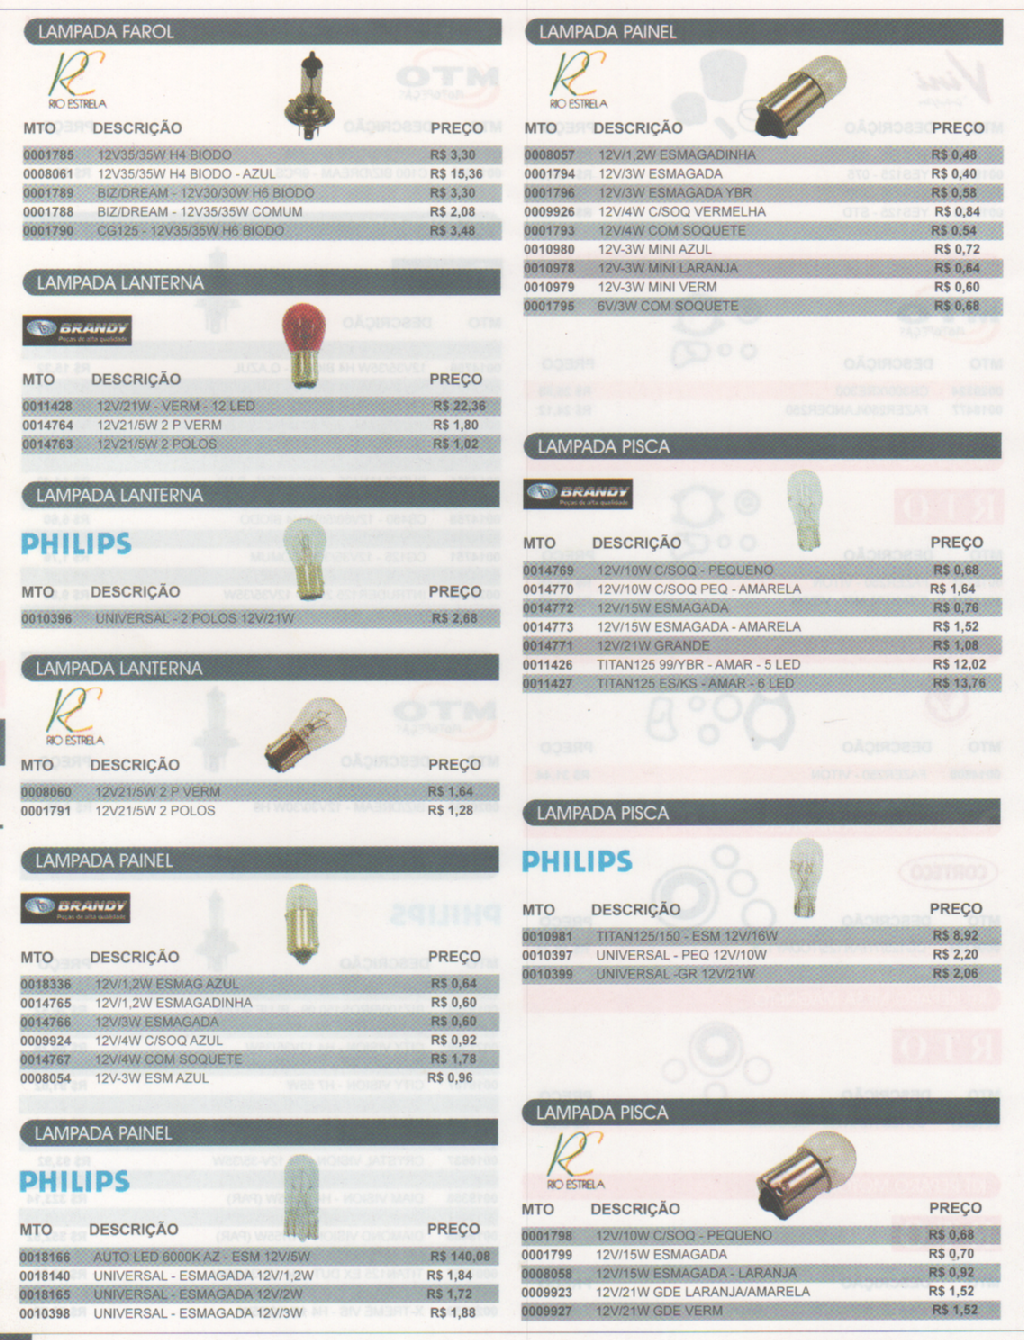 LAMPADA FAROL
RIO ESTRELA
MTO DESCRIÇÃO PREÇO
0001785 12V35/35W H4 BIODO R$ 3,30
0008061 12V35/35W H4 BIODO - AZUL R$ 15,36
0001789 BIZ/DREAM - 12V30/30W H5 BIODO R$ 3,30
0001788 BIZ/DREAM - 12V35/35W COMUM R$ 2,08
0001790 CG125 - 12V35/35W H6 BIODO R$ 3,48
LAMPADA LANTERNA
BRANDY
Peças de alta qualidade
MTO DESCRIÇÃO PREÇO
0011428 12V/21W - VERM - 12 LED R$ 22,36
0014764 12V21/5W 2 P VERM R$ 1,80
0014763 12V21/5W 2 POLOS R$ 1,02
LAMPADA LANTERNA
PHILIPS
MTO DESCRIÇÃO PREÇO
0010396 UNIVERSAL - 2 POLOS 12V/21W R$ 2,68
LAMPADA LANTERNA
RIO ESTRELA
MTO DESCRIÇÃO PREÇO
0008060 12V21/5W 2 P VERM R$ 1,64
0001791 12V21/5W 2 POLOS R$ 1,28
LAMPADA PAINEL
BRANDY
Peças de alta qualidade
MTO DESCRIÇÃO PREÇO
0018336 12V/1,2W ESMAG AZUL R$ 0,64
0014765 12V/1,2W ESMAGADINHA R$ 0,60
0014766 12V/3W ESMAGADA R$ 0,60
0009924 12V/4W C/SOQ AZUL R$ 0,92
0014767 12V/4W COM SOQUETE R$ 1,78
0008054 12V-3W ESM AZUL R$ 0,96
LAMPADA PAINEL
PHILIPS
MTO DESCRIÇÃO PREÇO
0018166 AUTO LED 6000K AZ - ESM 12V/5W R$ 140,08
0018140 UNIVERSAL - ESMAGADA 12V/1,2W R$ 1,84
0018165 UNIVERSAL - ESMAGADA 12V/2W R$ 1,72
0010398 UNIVERSAL - ESMAGADA 12V/3W R$ 1,88
LAMPADA PAINEL
RIO ESTRELA
MTO DESCRIÇÃO PREÇO
0008057 12V/1,2W ESMAGADINHA R$ 0,48
0001794 12V/3W ESMAGADA R$ 0,40
0001796 12V/3W ESMAGADA YBR R$ 0,58
0009926 12V/4W C/SOQ VERMELHA R$ 0,84
0001793 12V/4W COM SOQUETE R$ 0,54
0010980 12V-3W MINI AZUL R$ 0,72
0010978 12V-3W MINI LARANJA R$ 0,64
0010979 12V-3W MINI VERM R$ 0,60
0001795 6V/3W COM SOQUETE R$ 0,68
LAMPADA PISCA
BRANDY
Peças de alta qualidade
MTO DESCRIÇÃO PREÇO
0014769 12V/10W C/SOQ - PEQUENO R$ 0,68
0014770 12V/10W C/SOQ PEQ - AMARELA R$ 1,64
0014772 12V/15W ESMAGADA R$ 0,76
0014773 12V/15W ESMAGADA - AMARELA R$ 1,52
0014771 12V/21W GRANDE R$ 1,08
0011426 TITAN125 99/YBR - AMAR - 5 LED R$ 12,02
0011427 TITAN125 ES/KS - AMAR - 6 LED R$ 13,76
LAMPADA PISCA
PHILIPS
MTO DESCRIÇÃO PREÇO
0010981 TITAN125/150 - ESM 12V/16W R$ 8,92
0010397 UNIVERSAL - PEQ 12V/10W R$ 2,20
0010399 UNIVERSAL -GR 12V/21W R$ 2,06
LAMPADA PISCA
RIO ESTRELA
MTO DESCRIÇÃO PREÇO
0001798 12V/10W C/SOO - PEQUENO R$ 0,68
0001799 12V/15W ESMAGADA R$ 0,70
0008058 12V/15W ESMAGADA - LARANJA R$ 0,92
0009923 12V/21W GDE LARANJA/AMARELA R$ 1,52
0009927 12V/21W GDE VERM R$ 1,52